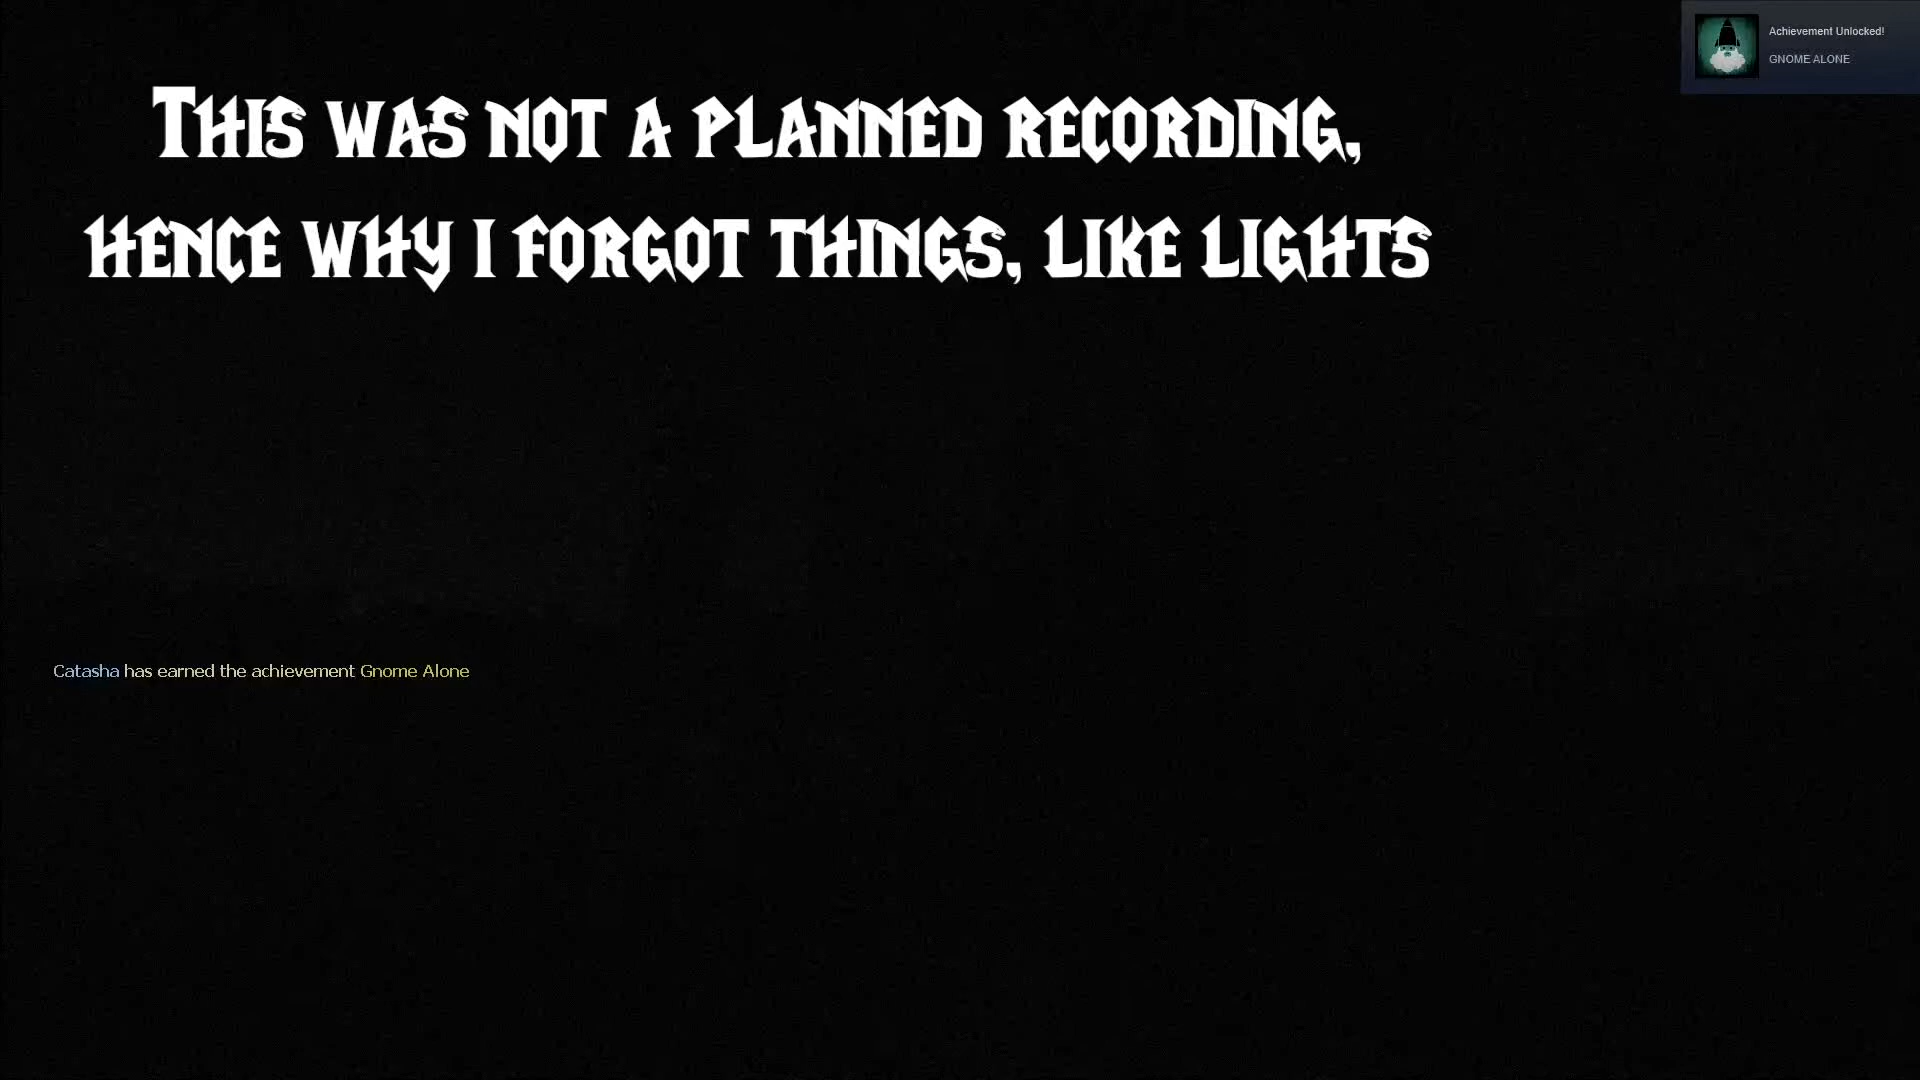 Achievement Unlocked!
GNOME ALONE
This was not a planned recording,
hence why I forgot things, like lights
Catasha has earned the achievement Gnome Alone